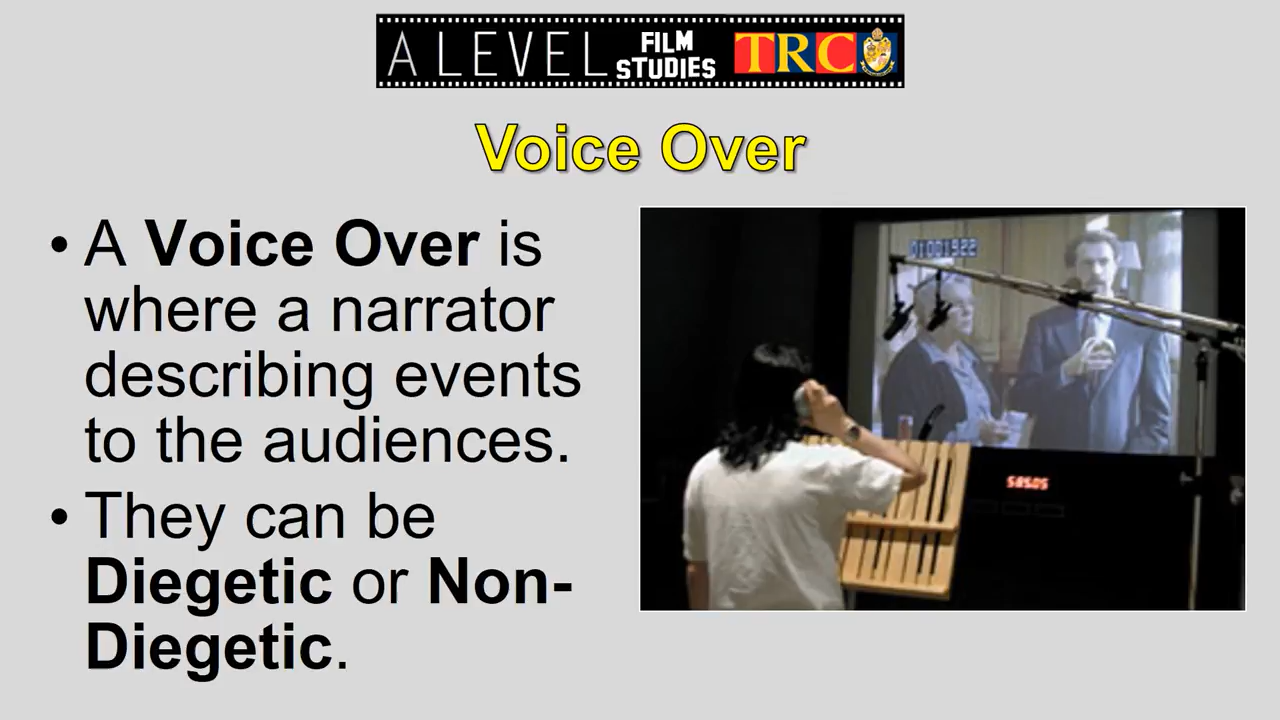 A LEVEL FILM STUDIES TRC
Voice Over
• A Voice Over is
where a narrator
describing events
to the audiences.
• They can be
Diegetic or Non-
Diegetic.